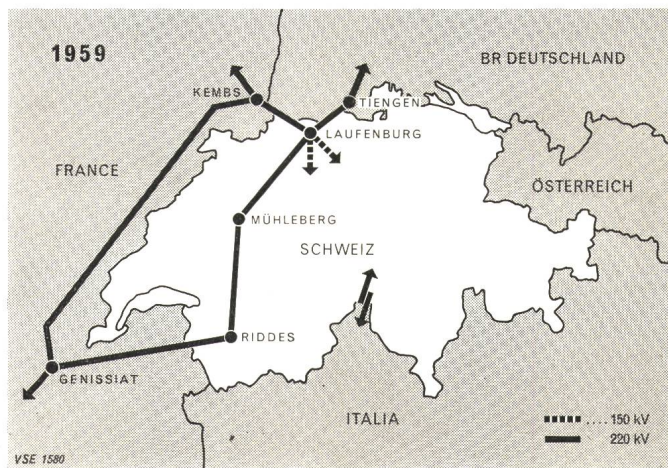 1959
BR DEUTSCHLAND
KEMBS
TIENGEN
LAUFENBURG
FRANCE
ÖSTERREICH
MÜHLEBERG
SCHWEIZ
RIDDES
GENISSIAT
ITALIA
.... 150 kV
220 kV
VSE 1580